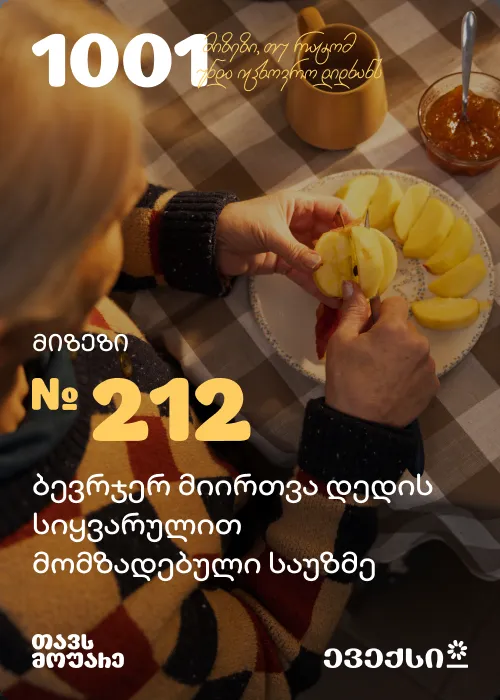 1001 მიზეზი, თუ რატომ
უნდა იცხოვრო დიდხანს
მიზეზი
№ 212
ბევრჯერ მიირთვა დედის
სიყვარულით
მომზადებული საუზმე
თავს
მოუარე
ევექსი